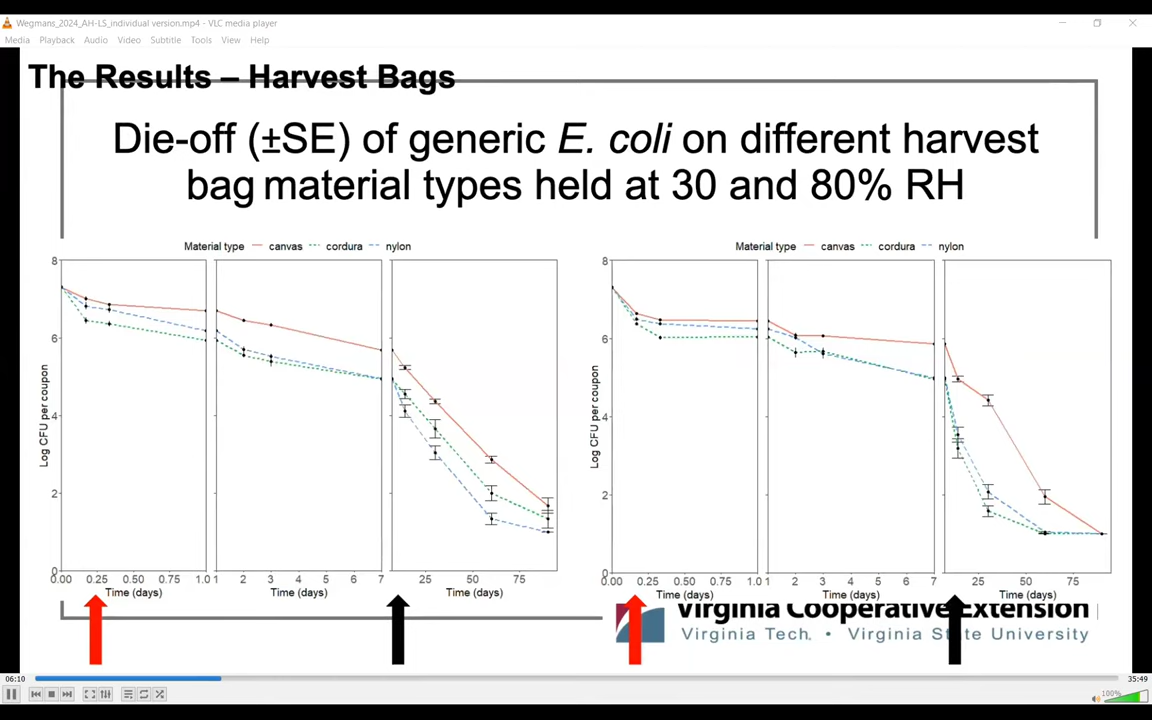 Wegmans_2024_AH-LS_individual version.mp4 - VLC media player
Media Playback Audio Video Subtitle Tools View Help
The Results – Harvest Bags
Die-off (±SE) of generic E. coli on different harvest
bag material types held at 30 and 80% RH
Material type canvas cordura nylon
8
6
4
2
0
Log CFU per coupon
0.00 0.25 0.50 0.75 1.0
1 2 3 7
25 50 75
Time (days) Time (days) Time (days)
Material type canvas cordura nylon
8
6
4
2
0
Log CFU per coupon
0.00 0.25 0.50 0.75 1.0
1 2 3 7
25 50 75
Time (days) Time (days) Time (days)
Virginia Cooperative Extension
Virginia Tech. • Virginia State University
06:10 35:49
100%